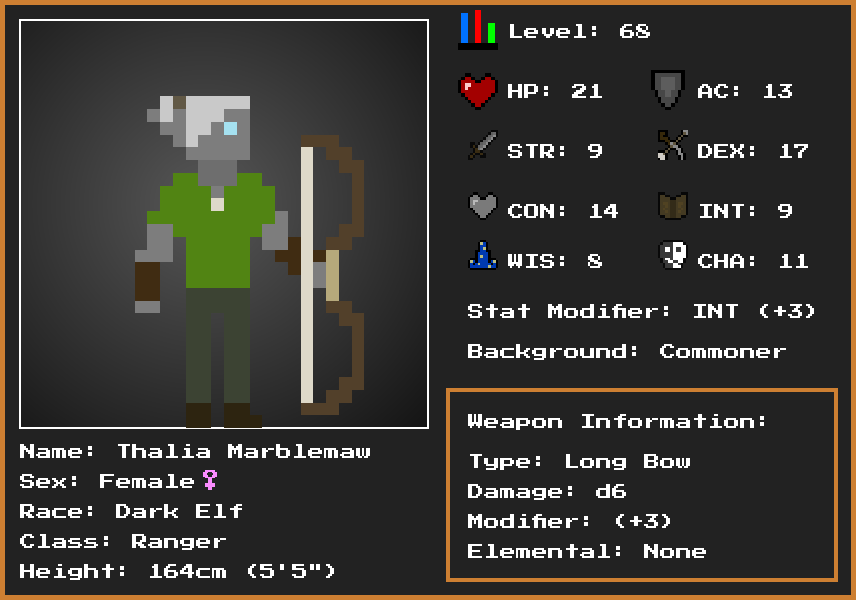 Level: 68
HP: 21 AC: 13
STR: 9 DEX: 17
CON: 14 INT: 9
WIS: 8 CHA: 11
Stat Modifier: INT (+3)
Background: Commoner
Weapon Information:
Type: Long Bow
Damage: d6
Modifier: (+3)
Elemental: None
Name: Thalia Marblemaw
Sex: Female♀
Race: Dark Elf
Class: Ranger
Height: 164cm (5'5")